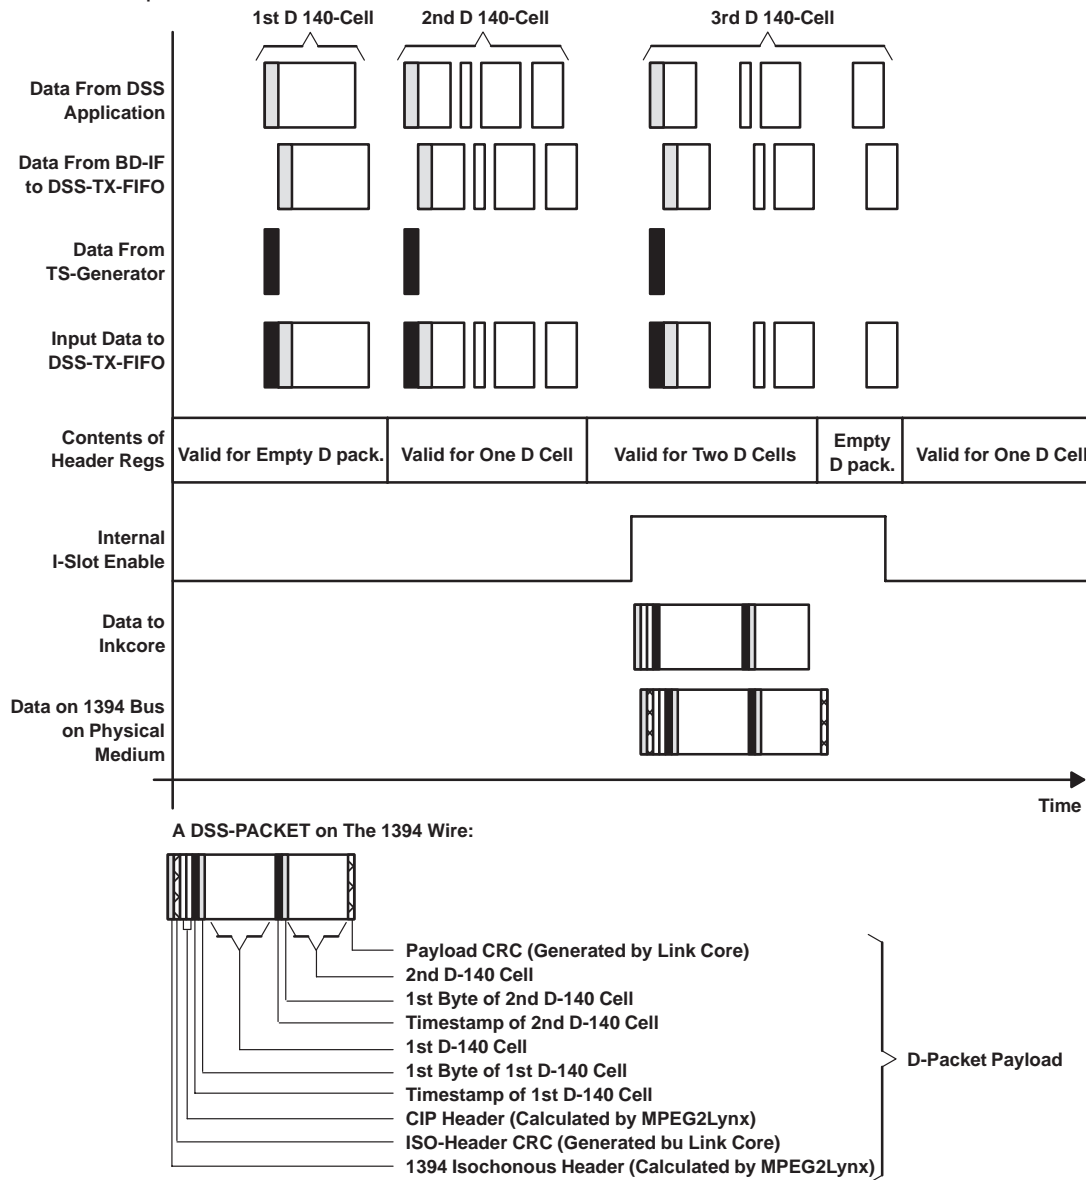 1st D 140-Cell
2nd D 140-Cell
3rd D 140-Cell
Data From DSS
Application
Data From BD-IF
to DSS-TX-FIFO
Data From
TS-Generator
Input Data to
DSS-TX-FIFO
Contents of
Header Regs
Valid for Empty D pack.
Valid for One D Cell
Valid for Two D Cells
Empty
D pack.
Valid for One D Cell
Internal
I-Slot Enable
Data to
Inkcore
Data on 1394 Bus
on Physical
Medium
Time
A DSS-PACKET on The 1394 Wire:
Payload CRC (Generated by Link Core)
2nd D-140 Cell
1st Byte of 2nd D-140 Cell
Timestamp of 2nd D-140 Cell
1st D-140 Cell
1st Byte of 1st D-140 Cell
Timestamp of 1st D-140 Cell
CIP Header (Calculated by MPEG2Lynx)
ISO-Header CRC (Generated bu Link Core)
1394 Isochonous Header (Calculated by MPEG2Lynx)
D-Packet Payload